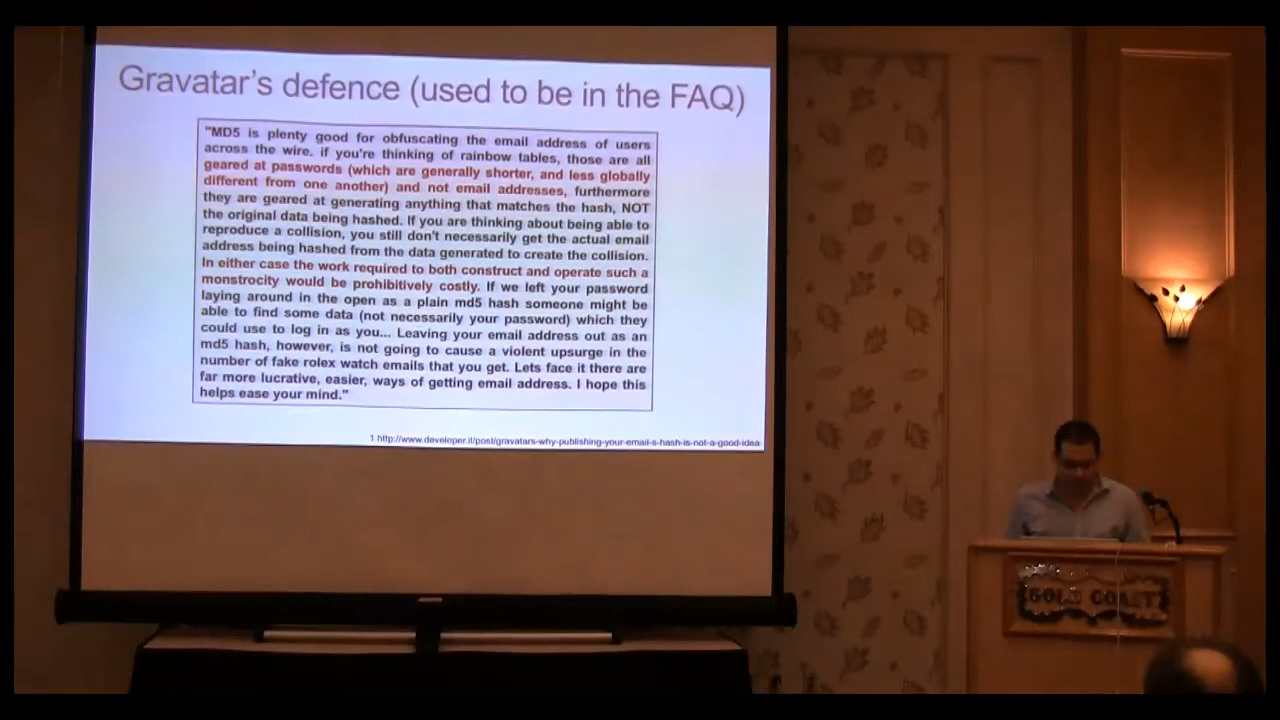 Gravatar's defence (used to be in the FAQ)
"MD5 is plenty good for obfuscating the email address of users
across the wire. if you're thinking of rainbow tables, those are all
geared at passwords (which are generally shorter, and less globally
different from one another) and not email addresses, furthermore
they are geared at generating anything that matches the hash, NOT
the original data being hashed. If you are thinking about being able to
reproduce a collision, you still don't necessarily get the actual email
address being hashed from the data generated to create the collision.
In either case the work required to both construct and operate such a
monstrocity would be prohibitively costly. If we left your password
laying around in the open as a plain md5 hash someone might be
able to find some data (not necessarily your password) which they
could use to log in as you... Leaving your email address out as an
md5 hash, however, is not going to cause a violent upsurge in the
number of fake rolex watch emails that you get. Lets face it there are
far more lucrative, easier, ways of getting email address. I hope this
helps ease your mind."
1 http://www.developer.it/post/gravatars-why-publishing-your-email-s-hash-is-not-a-good-idea
GOLD COAST